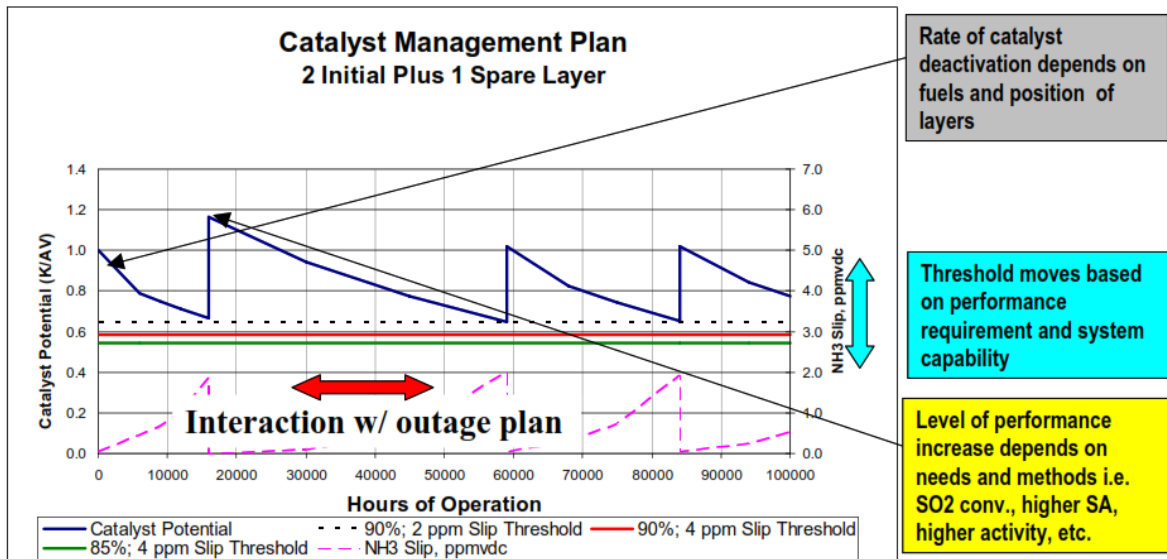 Catalyst Management Plan
2 Initial Plus 1 Spare Layer
Rate of catalyst
deactivation depends on
fuels and position of
layers
Catalyst Potential (K/AV)
1.4
1.2
1.0
0.8
0.6
0.4
0.2
0.0
7.0
6.0
5.0
4.0
3.0
2.0
1.0
0.0
NH3 Slip, ppmvdc
Threshold moves based
on performance
requirement and system
capability
Interaction w/ outage plan
0 10000 20000 30000 40000 50000 60000 70000 80000 90000 100000
Hours of Operation
Level of performance
increase depends on
needs and methods i.e.
SO2 conv., higher SA,
higher activity, etc.
Catalyst Potential 90%; 2 ppm Slip Threshold 90%; 4 ppm Slip Threshold
85%; 4 ppm Slip Threshold NH3 Slip, ppmvdc